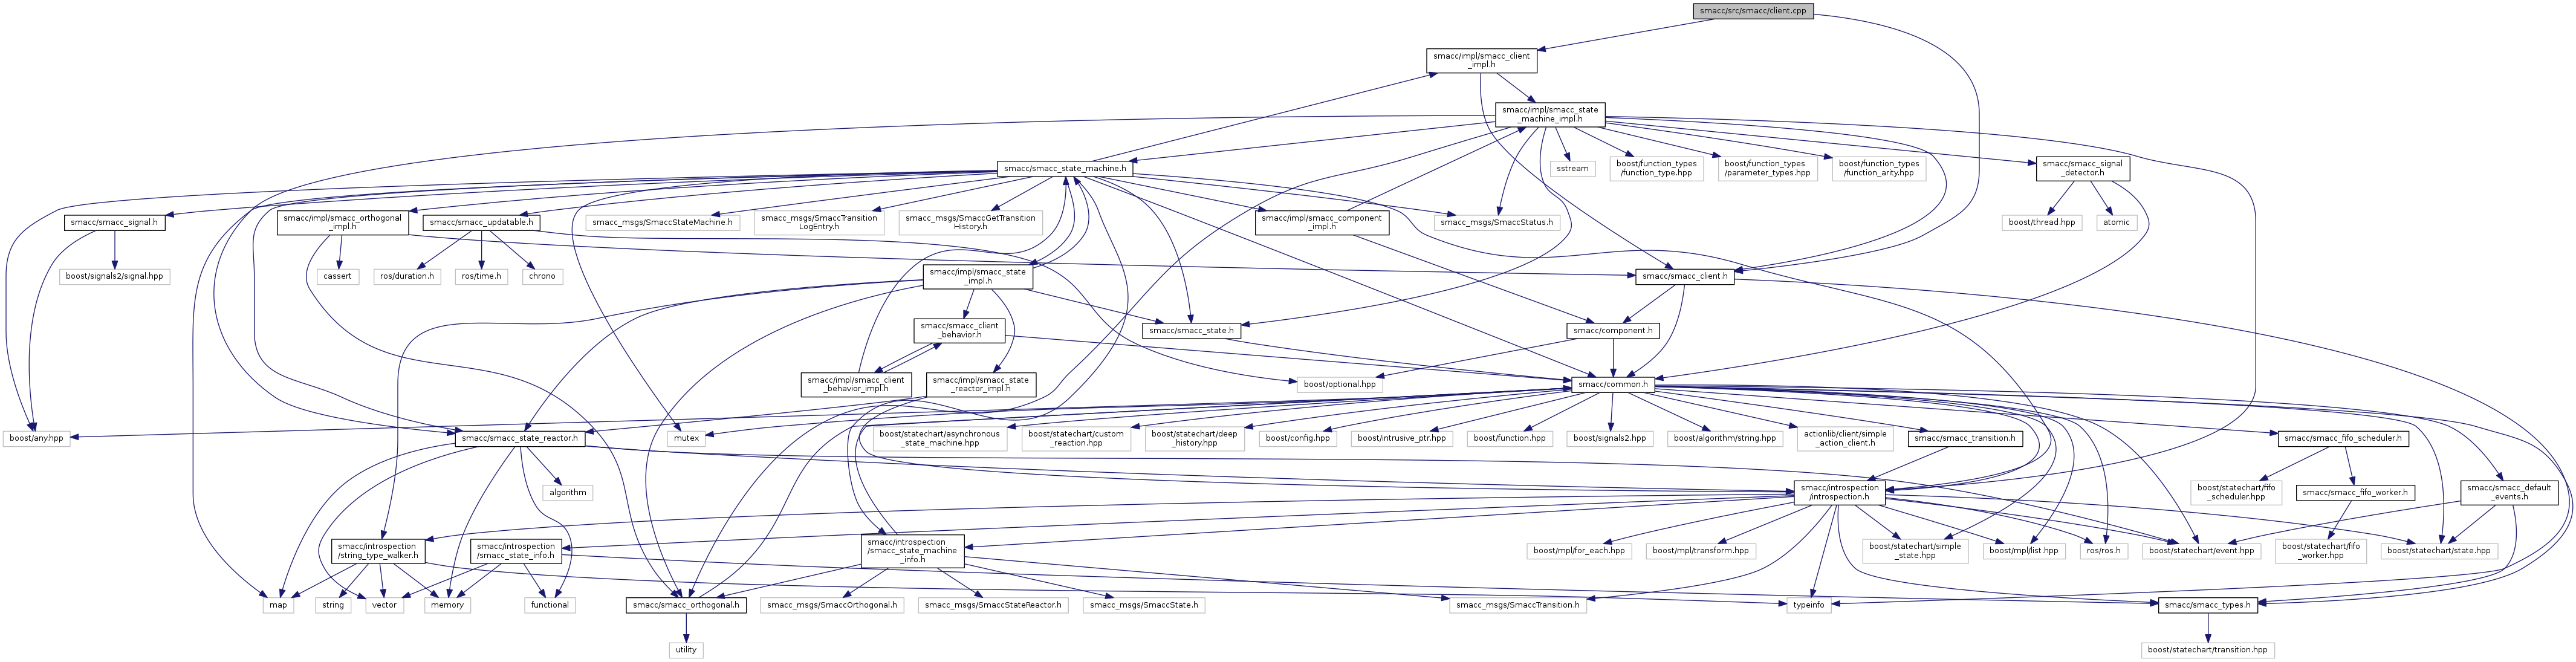 smacc/src/smacc/client.cpp
smacc/impl/smacc_client
_impl.h
smacc/impl/smacc_state
_machine_impl.h
smacc/smacc_state_machine.h
sstream
boost/function_types
/function_type.hpp
boost/function_types
/parameter_types.hpp
boost/function_types
/function_arity.hpp
smacc/smacc_signal
_detector.h
smacc/smacc_signal.h
smacc/impl/smacc_orthogonal
_impl.h
smacc/smacc_updatable.h
smacc_msgs/SmaccStateMachine.h
smacc_msgs/SmaccTransition
LogEntry.h
smacc_msgs/SmaccGetTransition
History.h
smacc/impl/smacc_component
_impl.h
smacc_msgs/SmaccStatus.h
boost/thread.hpp
atomic
boost/signals2/signal.hpp
cassert
ros/duration.h
ros/time.h
chrono
smacc/impl/smacc_state
_impl.h
smacc/smacc_client.h
smacc/smacc_client
_behavior.h
smacc/smacc_state.h
smacc/component.h
smacc/impl/smacc_client
_behavior_impl.h
smacc/impl/smacc_state
_reactor_impl.h
boost/optional.hpp
smacc/common.h
boost/any.hpp
smacc/smacc_state_reactor.h
mutex
boost/statechart/asynchronous
_state_machine.hpp
boost/statechart/custom
_reaction.hpp
boost/statechart/deep
_history.hpp
boost/config.hpp
boost/intrusive_ptr.hpp
boost/function.hpp
boost/signals2.hpp
boost/algorithm/string.hpp
actionlib/client/simple
_action_client.h
smacc/smacc_transition.h
smacc/smacc_fifo_scheduler.h
algorithm
smacc/introspection
/introspection.h
boost/statechart/fifo
_scheduler.hpp
smacc/smacc_fifo_worker.h
smacc/smacc_default
_events.h
smacc/introspection
/string_type_walker.h
smacc/introspection
/smacc_state_info.h
smacc/introspection
/smacc_state_machine
_info.h
boost/mpl/for_each.hpp
boost/mpl/transform.hpp
boost/statechart/simple
_state.hpp
boost/mpl/list.hpp
ros/ros.h
boost/statechart/event.hpp
boost/statechart/fifo
_worker.hpp
boost/statechart/state.hpp
map
string
vector
memory
functional
smacc/smacc_orthogonal.h
smacc_msgs/SmaccOrthogonal.h
smacc_msgs/SmaccStateReactor.h
smacc_msgs/SmaccState.h
smacc_msgs/SmaccTransition.h
typeinfo
smacc/smacc_types.h
utility
boost/statechart/transition.hpp